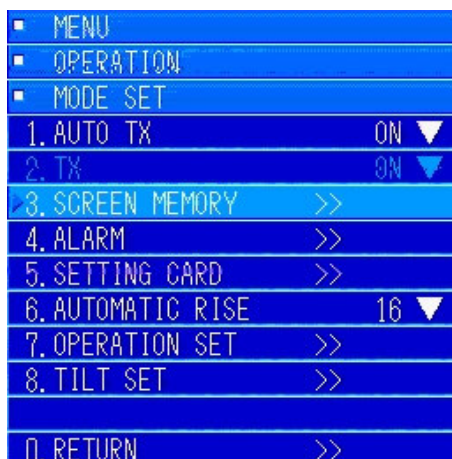 MENU
OPERATION
MODE SET
1. AUTO TX ON ▼
2. TX ON ▼
3. SCREEN MEMORY >>
4. ALARM >>
5. SETTING CARD >>
6. AUTOMATIC RISE 16 ▼
7. OPERATION SET >>
8. TILT SET >>
0. RETURN >>